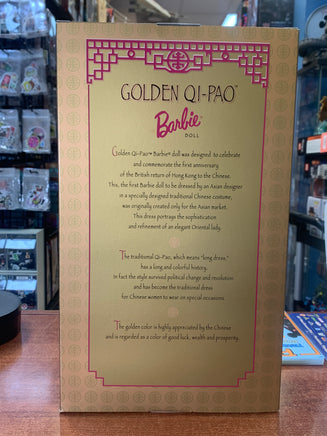 GOLDEN QI-PAO™
Barbie®
DOLL
Golden Qi-Pao™ Barbie® doll was designed to celebrate
and commemorate the first anniversary
of the British return of Hong Kong to the Chinese.
This, the first Barbie doll to be dressed by an Asian designer
in a specially designed traditional Chinese costume,
was originally created only for the Asian market.
This dress portrays the sophistication
and refinement of an elegant Oriental lady.
The traditional Qi-Pao, which means "long dress,"
has a long and colorful history.
In fact the style survived political change and revolution
and has become the traditional dress
for Chinese women to wear on special occasions.
The golden color is highly appreciated by the Chinese
and is regarded as a color of good luck, wealth and prosperity.